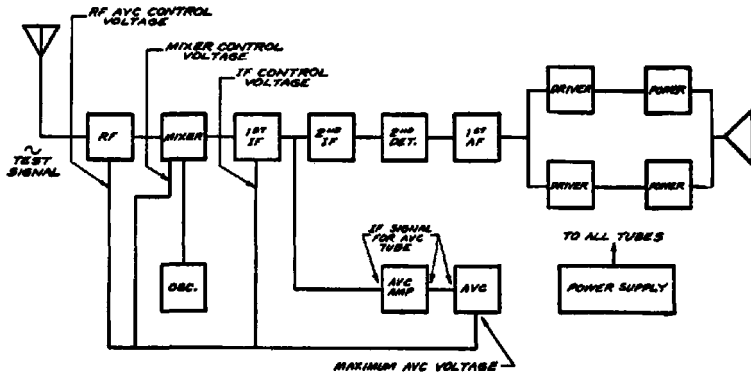 RF AVC CONTROL
VOLTAGE
MIXER CONTROL
VOLTAGE
IF CONTROL
VOLTAGE
DRIVER
POWER
RF
MIXER
1ST
IF
2ND
IF
2ND
DET.
1ST
AF
~
TEST
SIGNAL
DRIVER
POWER
IF SIGNAL
FOR AVC
TUBE
TO ALL TUBES
OSC.
AVC
AMP
AVC
POWER SUPPLY
MAXIMUM AVC VOLTAGE